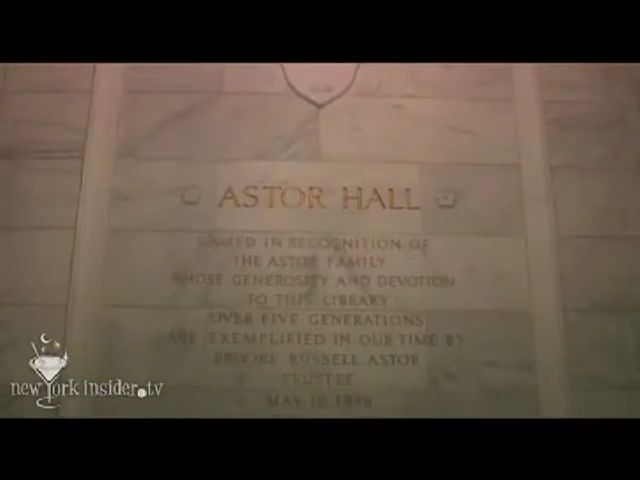 ASTOR HALL
NAMED IN RECOGNITION OF
THE ASTOR FAMILY
WHOSE GENEROSITY AND DEVOTION
TO THIS LIBRARY
OVER FIVE GENERATIONS
ARE EXEMPLIFIED IN OUR TIME BY
BROOKE RUSSELL ASTOR
TRUSTEE
MAY
new york insider.tv